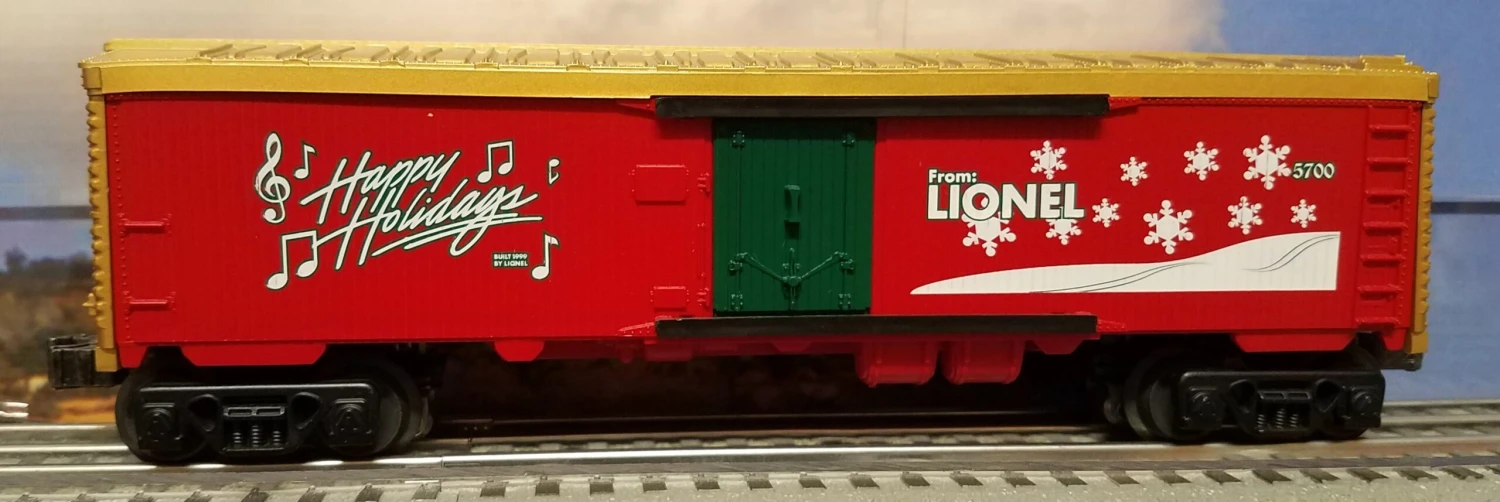 Happy
Holidays
BUILT 1999
BY LIONEL
From:
LIONEL
5700